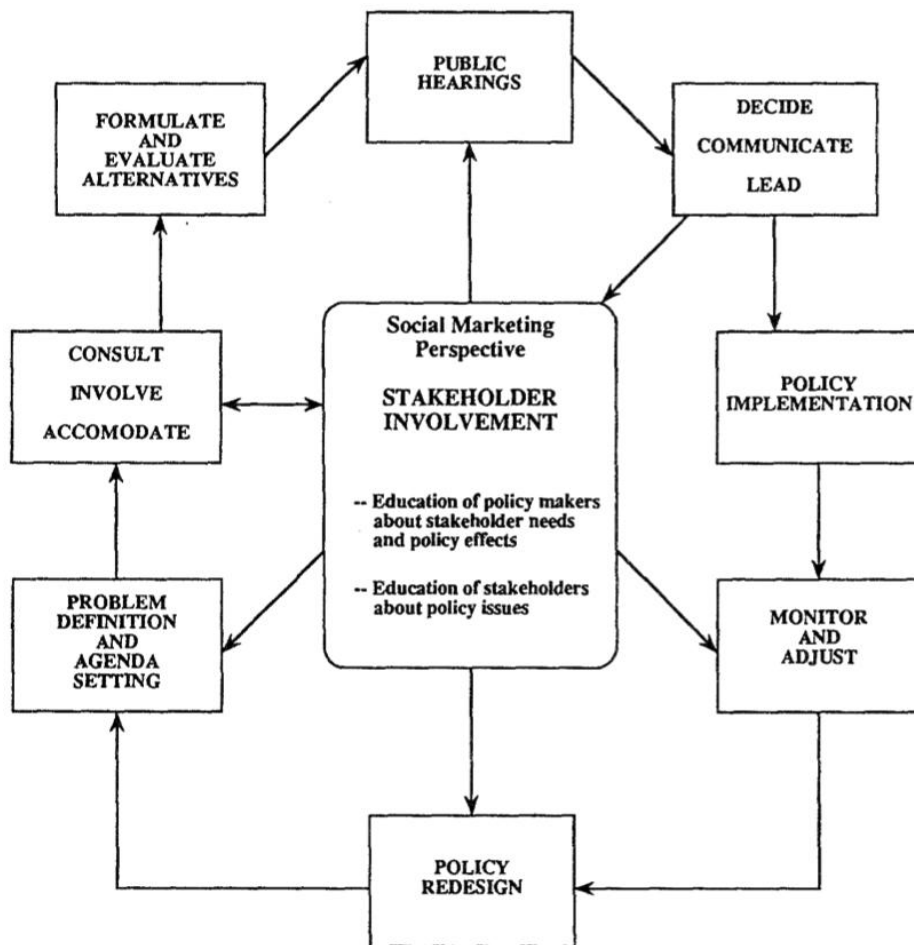 PUBLIC
HEARINGS
FORMULATE
AND
EVALUATE
ALTERNATIVES
DECIDE
COMMUNICATE
LEAD
Social Marketing
Perspective
STAKEHOLDER
INVOLVEMENT
-- Education of policy makers
about stakeholder needs
and policy effects
-- Education of stakeholders
about policy issues
CONSULT
INVOLVE
ACCOMODATE
POLICY
IMPLEMENTATION
PROBLEM
DEFINITION
AND
AGENDA
SETTING
MONITOR
AND
ADJUST
POLICY
REDESIGN